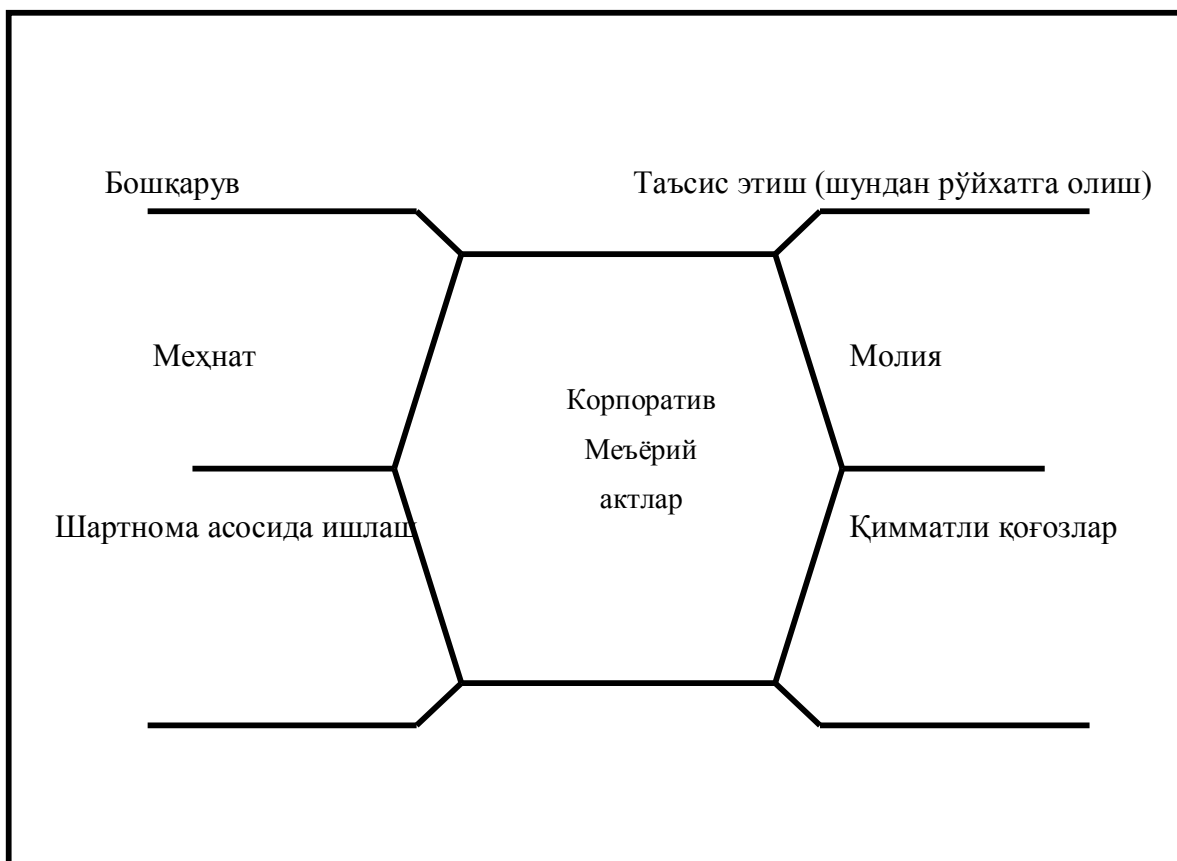 Бошқарув
Таъсис этиш (шундан рўйхатга олиш)
Меҳнат
Молия
Корпоратив
Меъёрий
актлар
Шартнома асосида ишлаш
Қимматли қоғозлар